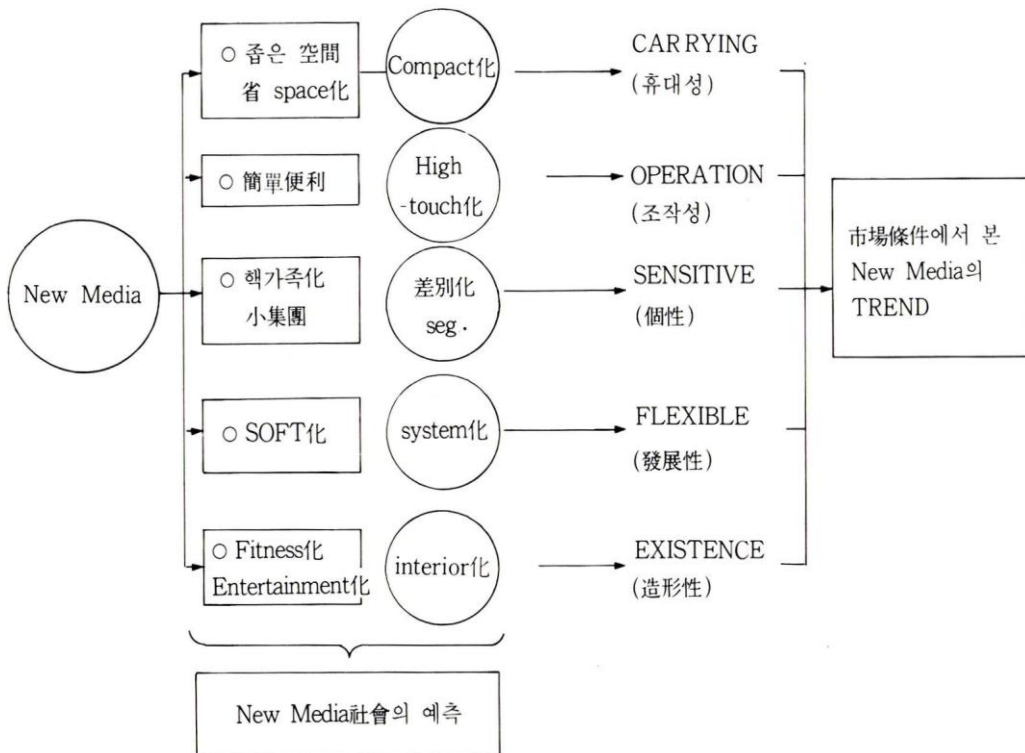 New Media
○ 좁은 空間
省 space化
Compact化
CARRYING
(휴대성)
○ 簡單便利
High
-touch化
OPERATION
(조작성)
○ 핵가족化
小集團
差別化
seg.
SENSITIVE
(個性)
○ SOFT化
system化
FLEXIBLE
(發展性)
○ Fitness化
Entertainment化
interior化
EXISTENCE
(造形性)
市場條件에서 본
New Media의
TREND
New Media社會의 예측